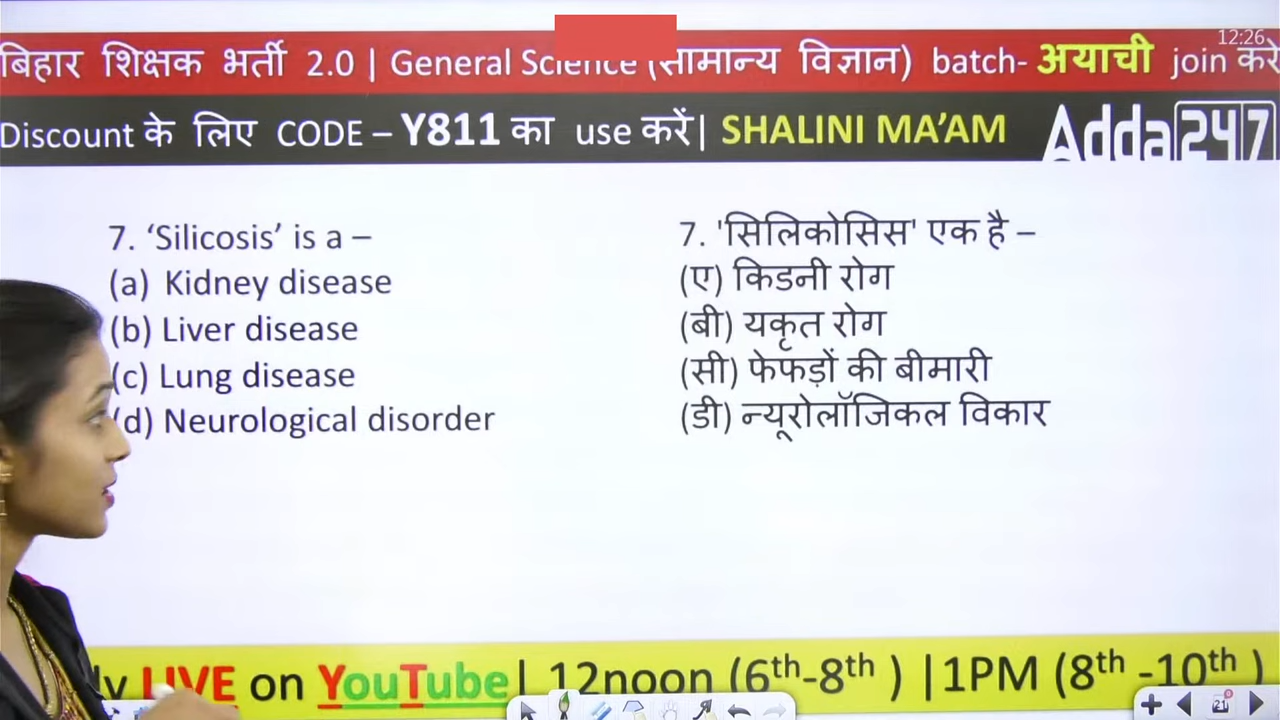 12:26
बिहार शिक्षक भर्ती 2.0 | General Science (सामान्य विज्ञान) batch- अयाची join करे
Discount के लिए CODE – Y811 का use करें| SHALINI MA’AM Adda247
7. ‘Silicosis’ is a –
(a) Kidney disease
(b) Liver disease
(c) Lung disease
(d) Neurological disorder
7. 'सिलिकोसिस' एक है –
(ए) किडनी रोग
(बी) यकृत रोग
(सी) फेफड़ों की बीमारी
(डी) न्यूरोलॉजिकल विकार
LIVE on YouTube| 12noon (6th-8th ) |1PM (8th -10th )
21